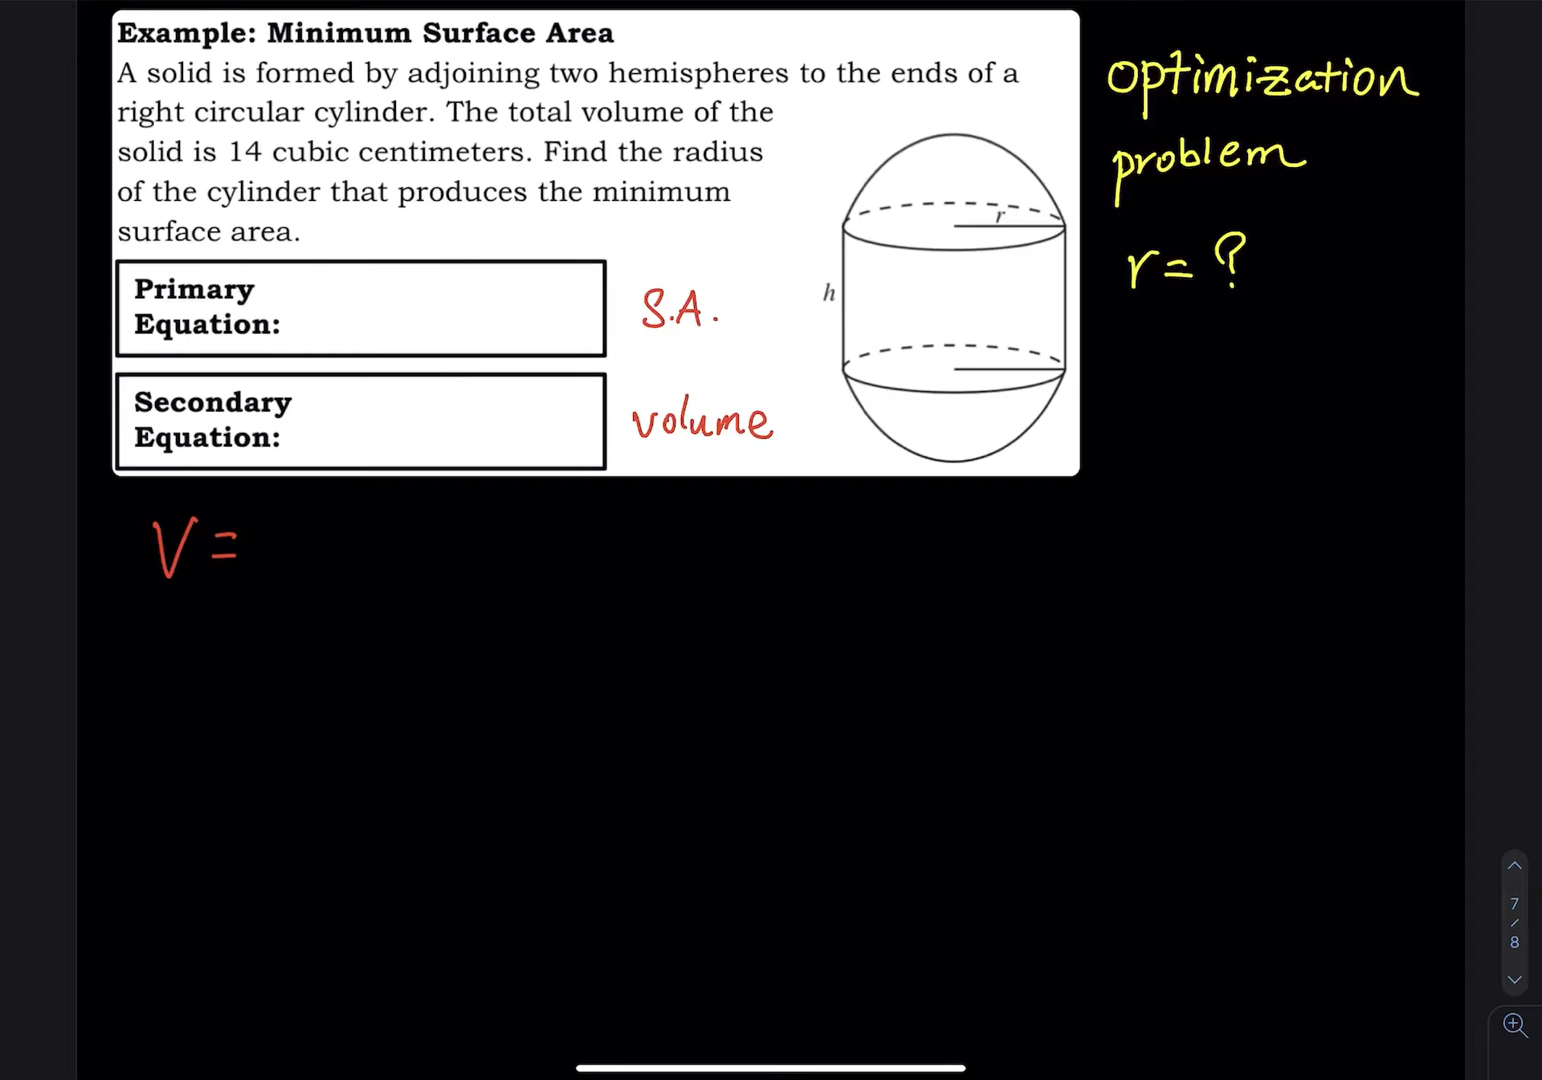 Example: Minimum Surface Area
A solid is formed by adjoining two hemispheres to the ends of a
right circular cylinder. The total volume of the
solid is 14 cubic centimeters. Find the radius
of the cylinder that produces the minimum
surface area.
r
h
Primary
Equation:
S.A.
Secondary
Equation:
volume
optimization
problem
r = ?
V =
7
/
8